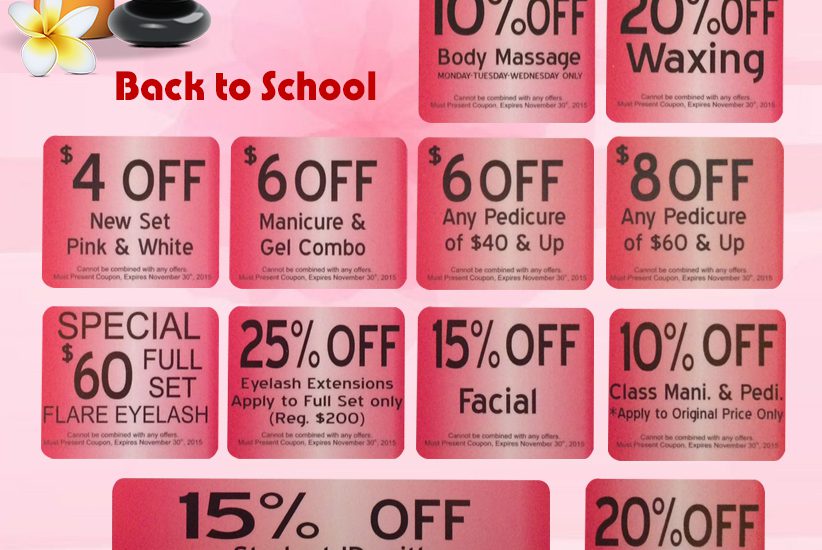 10% OFF
Body Massage
MONDAY-TUESDAY-WEDNESDAY ONLY
Cannot be combined with any offers.
Must Present Coupon, Expires November 30th, 2015
20% OFF
Waxing
Cannot be combined with any offers.
Must Present Coupon, Expires November 30th, 2015
Back to School
$4 OFF
New Set
Pink & White
Cannot be combined with any offers.
Must Present Coupon, Expires November 30th, 2015
$6 OFF
Manicure &
Gel Combo
Cannot be combined with any offers.
Must Present Coupon, Expires November 30th, 2015
$6 OFF
Any Pedicure
of $40 & Up
Cannot be combined with any offers.
Must Present Coupon, Expires November 30th, 2015
$8 OFF
Any Pedicure
of $60 & Up
Cannot be combined with any offers.
Must Present Coupon, Expires November 30th, 2015
SPECIAL
$60 FULL
SET
FLARE EYELASH
Cannot be combined with any offers.
Must Present Coupon, Expires November 30th, 2015
25% OFF
Eyelash Extensions
Apply to Full Set only
(Reg. $200)
Cannot be combined with any offers.
Must Present Coupon, Expires November 30th, 2015
15% OFF
Facial
Cannot be combined with any offers.
Must Present Coupon, Expires November 30th, 2015
10% OFF
Class Mani. & Pedi.
*Apply to Original Price Only
Cannot be combined with any offers.
Must Present Coupon, Expires November 30th, 2015
15% OFF
20% OFF